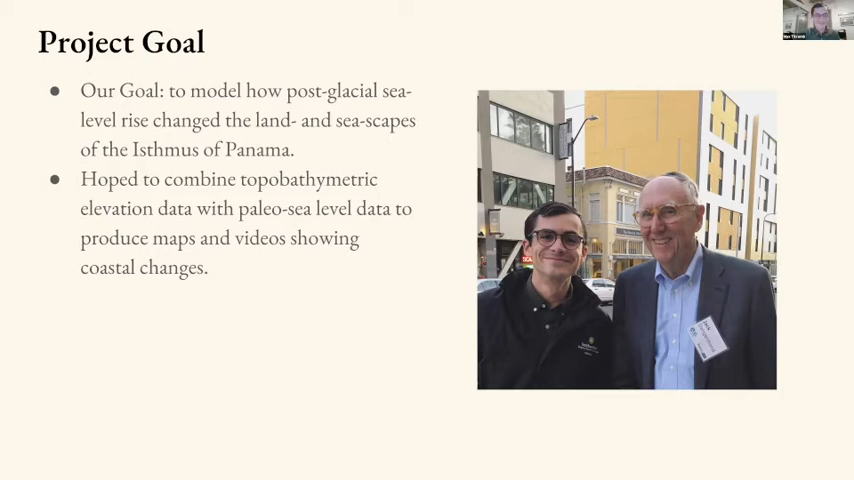 Project Goal
● Our Goal: to model how post-glacial sea-
level rise changed the land- and sea-scapes
of the Isthmus of Panama.
● Hoped to combine topobathymetric
elevation data with paleo-sea level data to
produce maps and videos showing
coastal changes.
Jack